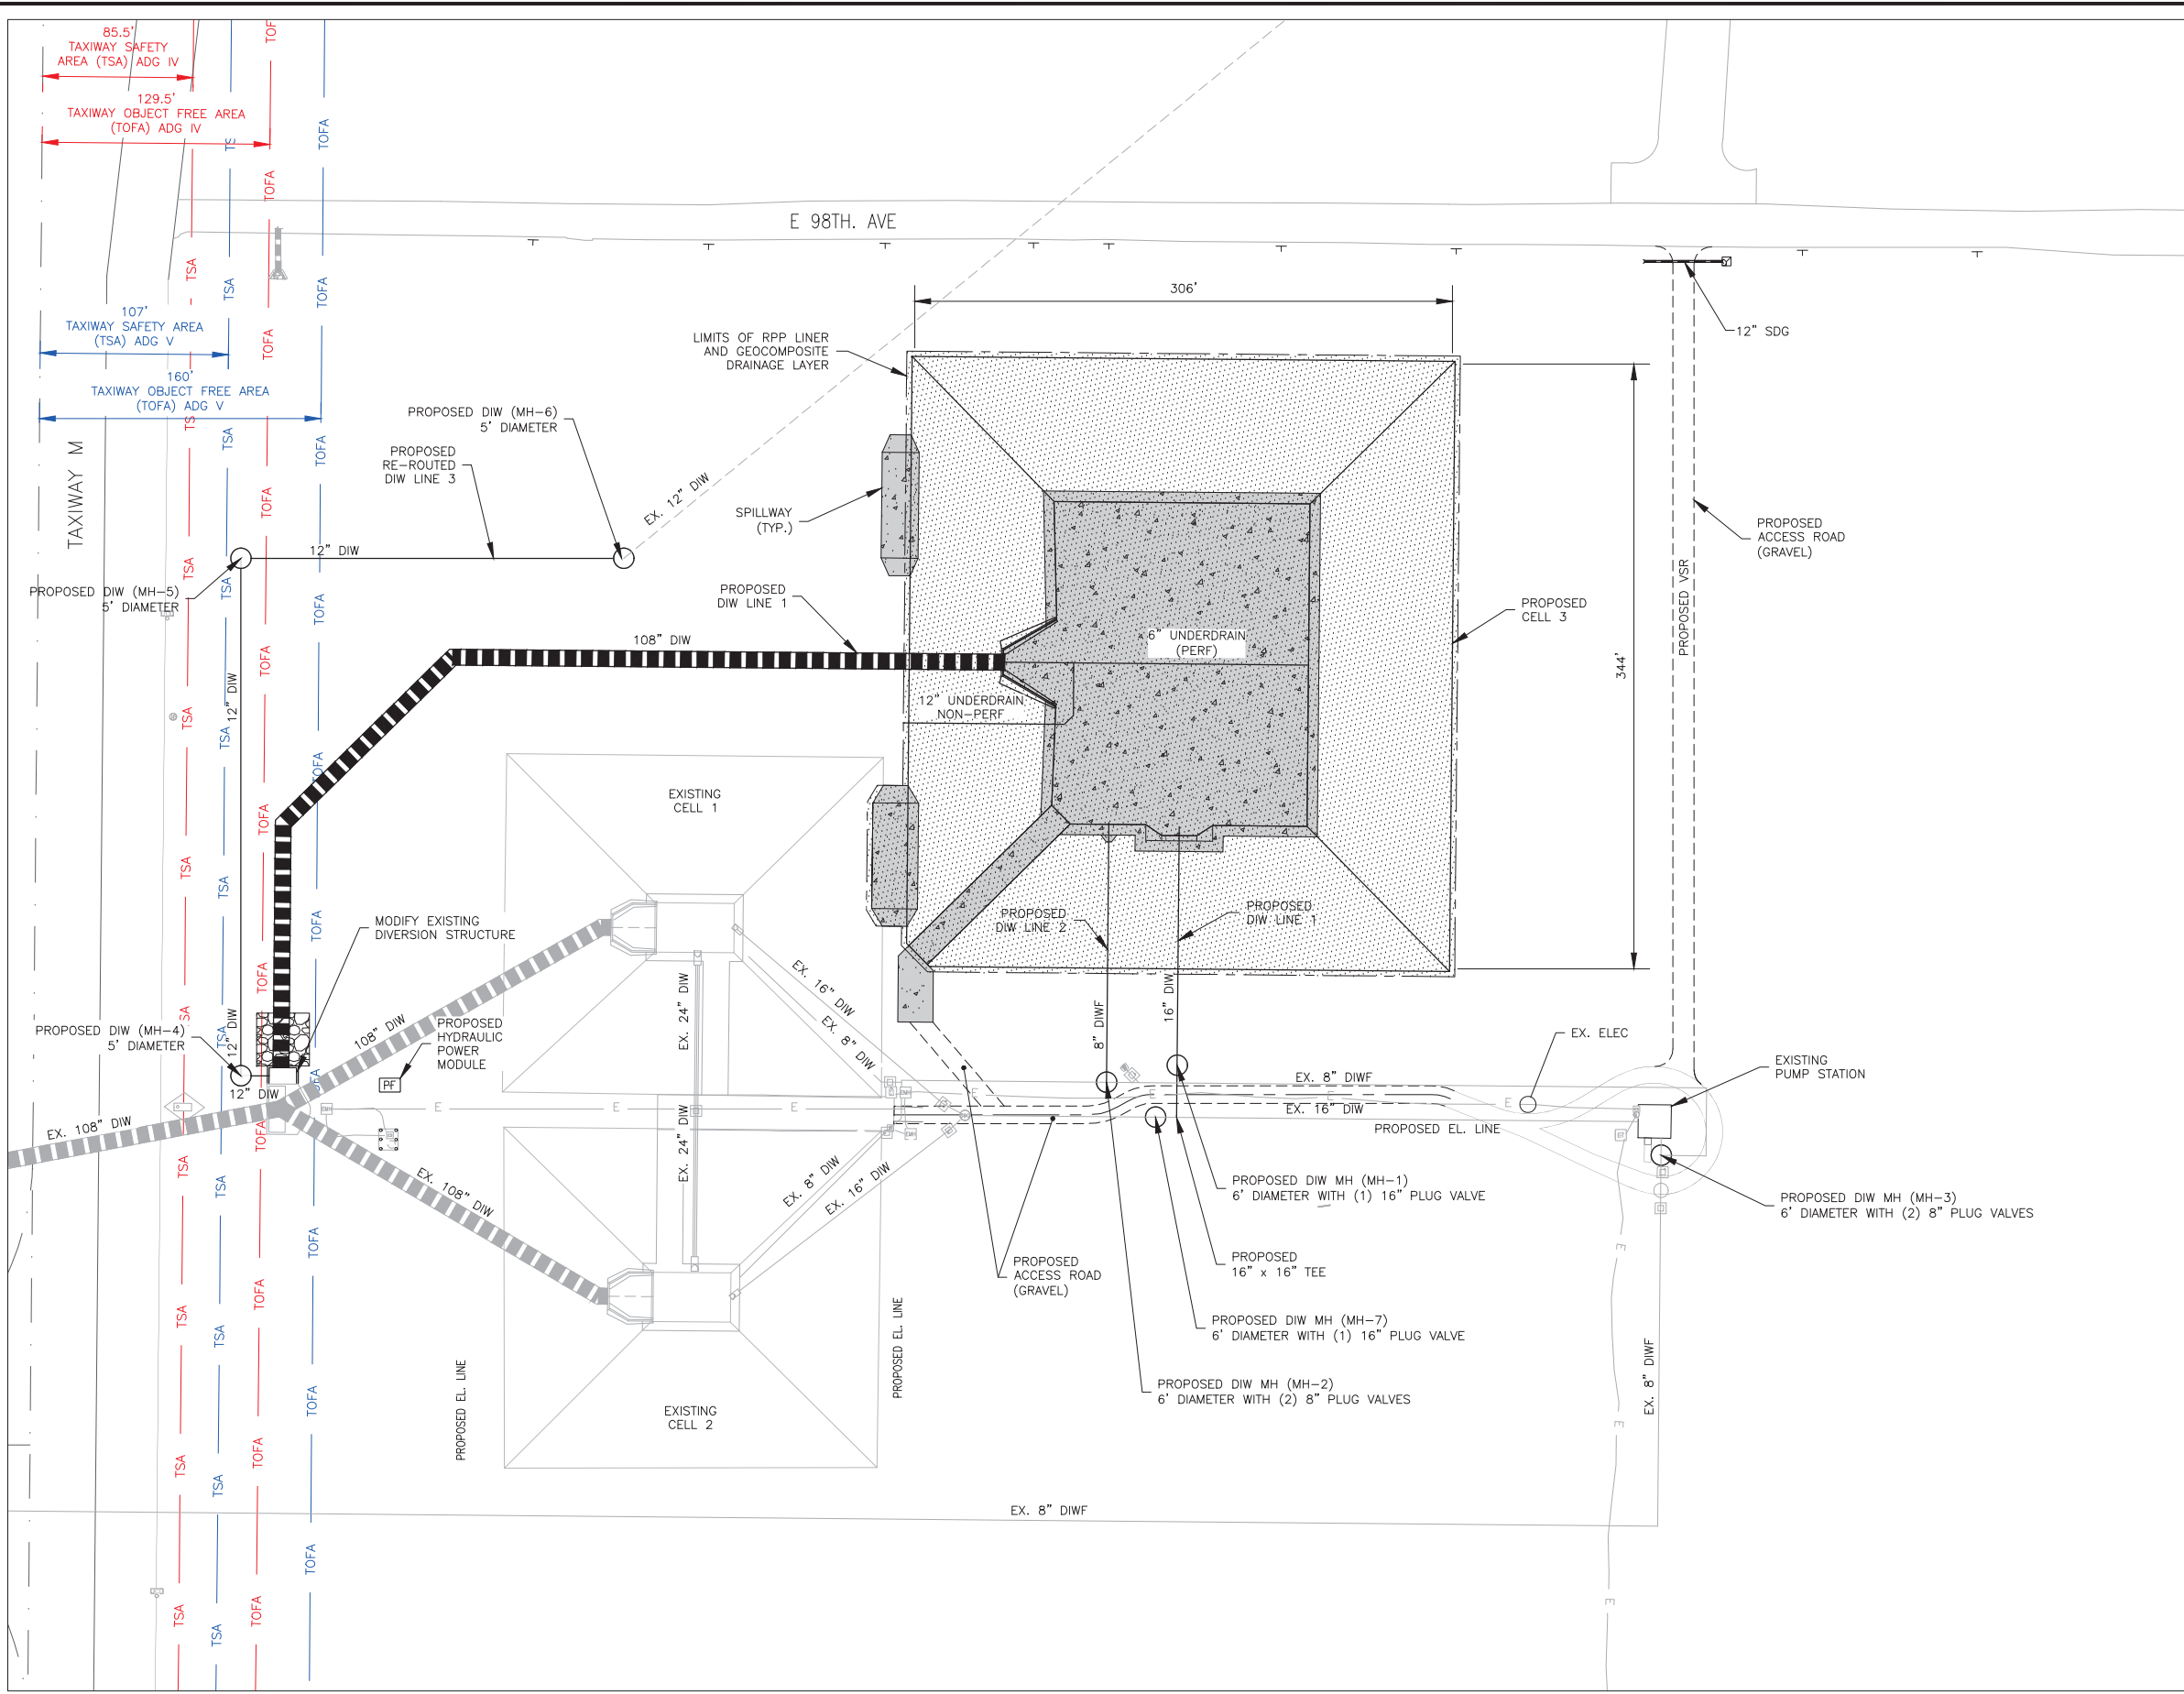 85.5'
TAXIWAY SAFETY
AREA (TSA) ADG IV
129.5'
TAXIWAY OBJECT FREE AREA
(TOFA) ADG IV
E 98TH. AVE
107'
TAXIWAY SAFETY AREA
(TSA) ADG V
160'
TAXIWAY OBJECT FREE AREA
(TOFA) ADG V
TAXIWAY M
306'
12" SDG
LIMITS OF RPP LINER
AND GEOCOMPOSITE
DRAINAGE LAYER
PROPOSED DIW (MH-6)
5' DIAMETER
PROPOSED
RE-ROUTED
DIW LINE 3
EX. 12" DIW
SPILLWAY
(TYP.)
12" DIW
PROPOSED DIW (MH-5)
5' DIAMETER
PROPOSED
DIW LINE 1
108" DIW
6" UNDERDRAIN
(PERF)
12" UNDERDRAIN
NON-PERF
PROPOSED
CELL 3
344'
PROPOSED VSR
PROPOSED
ACCESS ROAD
(GRAVEL)
12" DIW
EXISTING
CELL 1
MODIFY EXISTING
DIVERSION STRUCTURE
PROPOSED
DIW LINE 2
PROPOSED
DIW LINE 1
PROPOSED DIW (MH-4)
5' DIAMETER
12" DIW
12" DIW
108" DIW
PROPOSED
HYDRAULIC
POWER
MODULE
PF
EX. 24" DIW
EX. 16" DIW
EX. 8" DIW
8" DIWF
16" DIW
EX. ELEC
EXISTING
PUMP STATION
EX. 8" DIWF
EX. 16" DIW
PROPOSED EL. LINE
EX. 108" DIW
EX. 108" DIW
EX. 24" DIW
EX. 8" DIW
EX. 16" DIW
PROPOSED DIW MH (MH-1)
6' DIAMETER WITH (1) 16" PLUG VALVE
PROPOSED DIW MH (MH-3)
6' DIAMETER WITH (2) 8" PLUG VALVES
PROPOSED
ACCESS ROAD
(GRAVEL)
PROPOSED
16" x 16" TEE
PROPOSED DIW MH (MH-7)
6' DIAMETER WITH (1) 16" PLUG VALVE
PROPOSED DIW MH (MH-2)
6' DIAMETER WITH (2) 8" PLUG VALVES
PROPOSED EL. LINE
PROPOSED EL. LINE
EXISTING
CELL 2
EX. 8" DIWF
EX. 8" DIWF
TSA
TSA
TOFA
TOFA
E